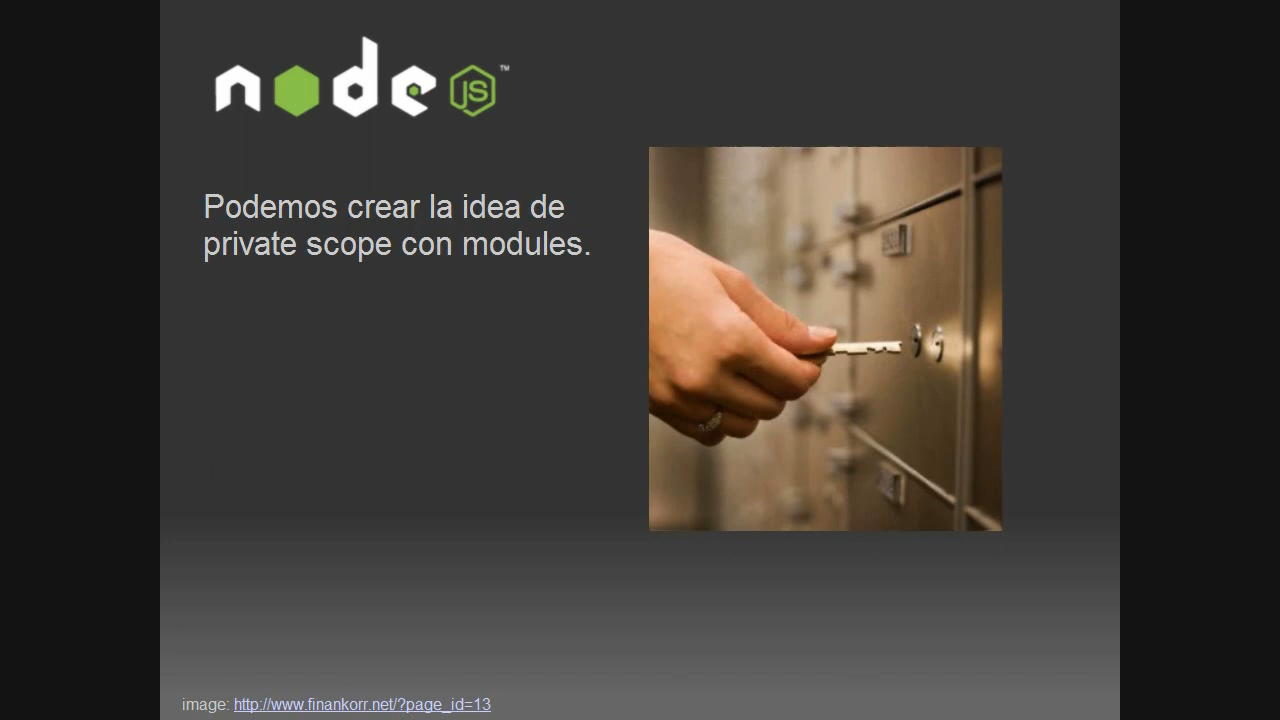 node JS ™
Podemos crear la idea de
private scope con modules.
image: http://www.finankorr.net/?page_id=13